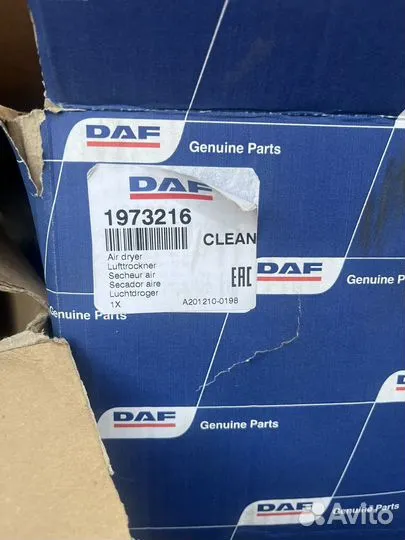 DAF
Genuine Parts
DAF
1973216
CLEAN
Air dryer
Lufttrockner
Secheur air
Secador aire
Luchtdroger
1X
A201210-0198
EAC
DAF
Genuine Parts
Genuine Parts
DAF
Genuine Parts
DAF
Genuine Parts
Avito